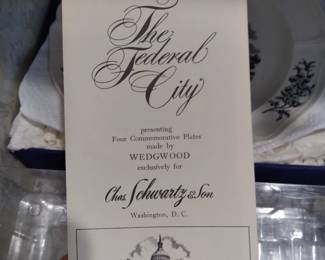 The
Federal
City
presenting
Four Commemorative Plates
made by
WEDGWOOD
exclusively for
Chas. Schwartz & Son
Washington, D. C.